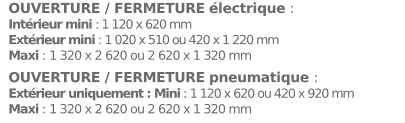 OUVERTURE / FERMETURE électrique :
Intérieur mini : 1 120 x 620 mm
Extérieur mini : 1 020 x 510 ou 420 x 1 220 mm
Maxi : 1 320 x 2 620 ou 2 620 x 1 320 mm
OUVERTURE / FERMETURE pneumatique :
Extérieur uniquement : Mini : 1 120 x 620 ou 420 x 920 mm
Maxi : 1 320 x 2 620 ou 2 620 x 1 320 mm